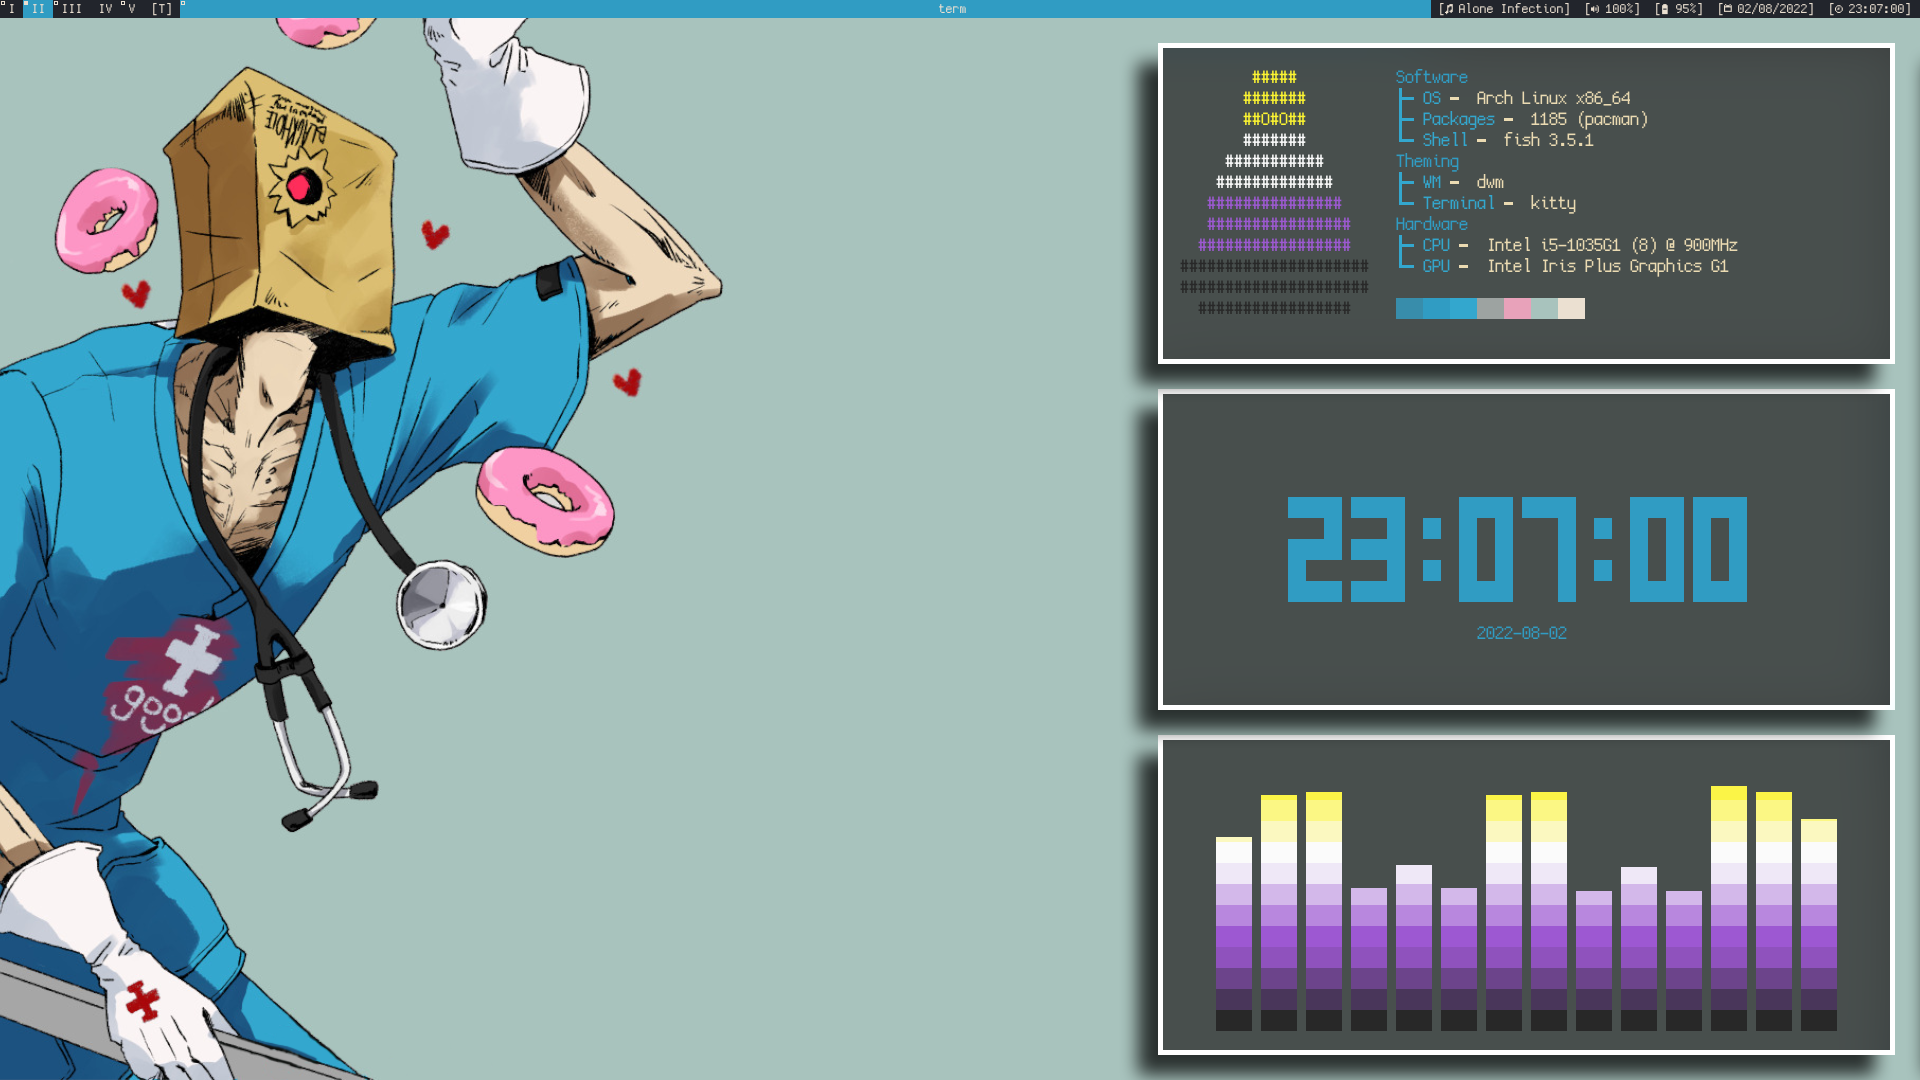 I II III IV V [T] term [Alone Infection] [100%] [95%] [02/08/2022] [23:07:00]
#####
#######
##O#O##
#######
###########
#############
###############
################
#################
#####################
#####################
#################
Software
├─ OS - Arch Linux x86_64
├─ Packages - 1185 (pacman)
└─ Shell - fish 3.5.1
Theming
├─ WM - dwm
└─ Terminal - kitty
Hardware
├─ CPU - Intel i5-1035G1 (8) @ 900MHz
└─ GPU - Intel Iris Plus Graphics G1
23:07:00
2022-08-02
good